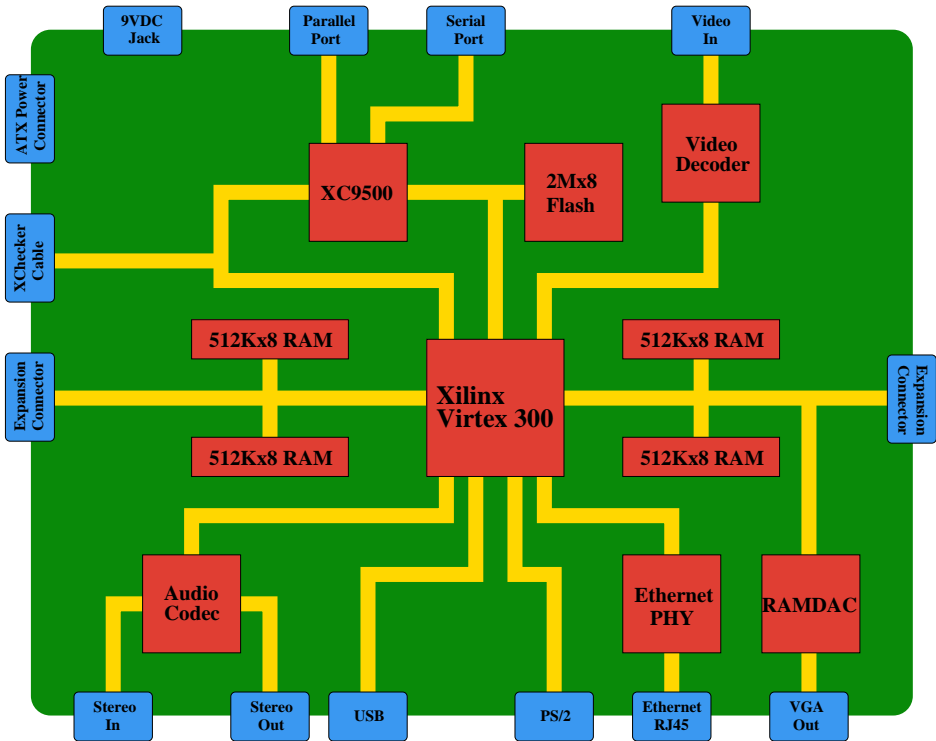 9VDC
Jack
Parallel
Port
Serial
Port
Video
In
ATX Power
Connector
XC9500
2Mx8
Flash
Video
Decoder
XChecker
Cable
512Kx8 RAM
512Kx8 RAM
Expansion
Connector
Xilinx
Virtex 300
Expansion
Connector
512Kx8 RAM
512Kx8 RAM
Audio
Codec
Ethernet
PHY
RAMDAC
Stereo
In
Stereo
Out
USB
PS/2
Ethernet
RJ45
VGA
Out